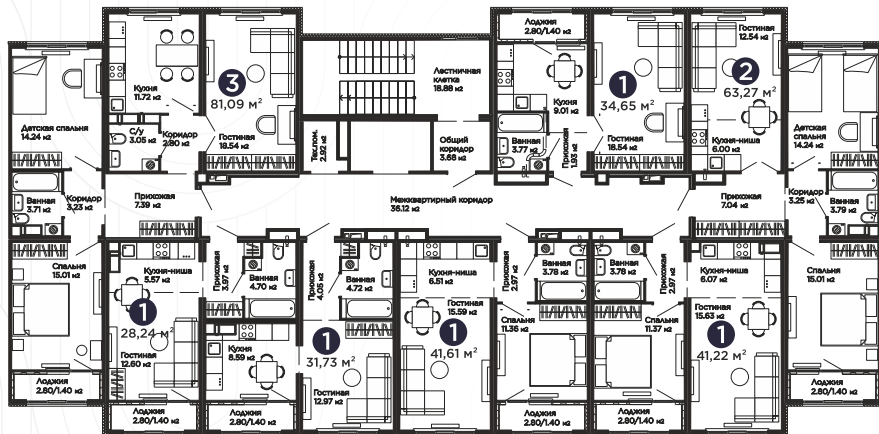 Кухня
11.72 м2
3
81,09 м2
Лестничная
клетка
18.88 м2
Лоджия
2.80/1.40 м2
Гостиная
12.54 м2
1
34,65 м2
2
63,27 м2
Кухня
9.01 м2
Детская спальня
14.24 м2
С/у
3.05 м2
Коридор
2.80 м2
Гостиная
18.54 м2
Тех.пом.
2.92 м2
Общий
коридор
3.68 м2
Ванная
3.77 м2
Прихожая
1.93 м2
Гостиная
18.54 м2
Кухня-ниша
6.00 м2
Детская
спальня
14.24 м2
Ванная
3.71 м2
Коридор
3.23 м2
Прихожая
7.39 м2
Межквартирный коридор
36.12 м2
Прихожая
7.04 м2
Коридор
3.25 м2
Ванная
3.79 м2
Спальня
15.01 м2
Кухня-ниша
5.57 м2
Прихожая
3.97 м2
Ванная
4.70 м2
Прихожая
4.05 м2
Ванная
4.72 м2
Кухня-ниша
6.51 м2
Прихожая
2.97 м2
Ванная
3.78 м2
Ванная
3.78 м2
Прихожая
2.97 м2
Кухня-ниша
6.07 м2
Спальня
15.01 м2
1
28,24 м2
Гостиная
12.60 м2
Кухня
8.59 м2
1
31,73 м2
Гостиная
12.97 м2
Гостиная
15.59 м2
1
41,61 м2
Спальня
11.36 м2
Спальня
11.37 м2
Гостиная
15.63 м2
1
41,22 м2
Лоджия
2.80/1.40 м2
Лоджия
2.80/1.40 м2
Лоджия
2.80/1.40 м2
Лоджия
2.80/1.40 м2
Лоджия
2.80/1.40 м2
Лоджия
2.80/1.40 м2